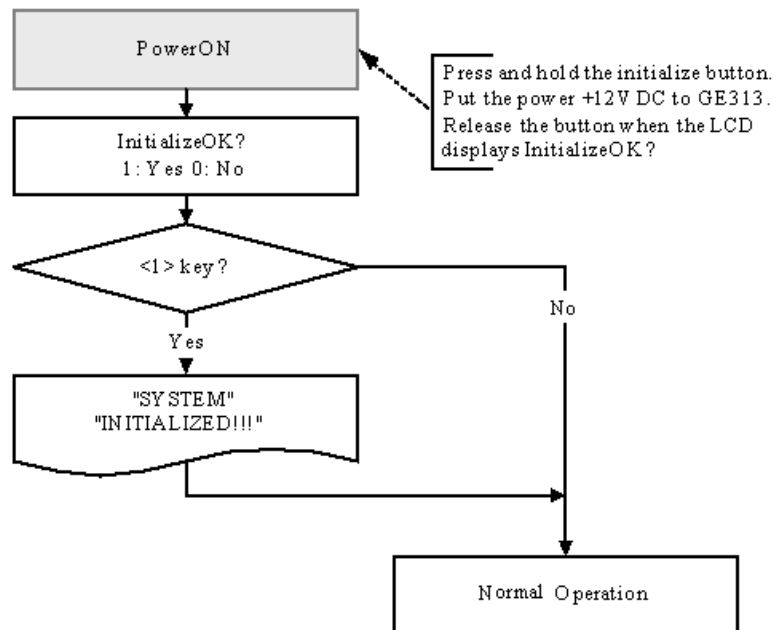 PowerON
Press and hold the initialize button.
Put the power +12V DC to GE313.
Release the button when the LCD
displays InitializeOK?
InitializeOK?
1: Yes 0: No
<1> key?
No
Yes
"SYSTEM"
"INITIALIZED!!!"
Normal Operation